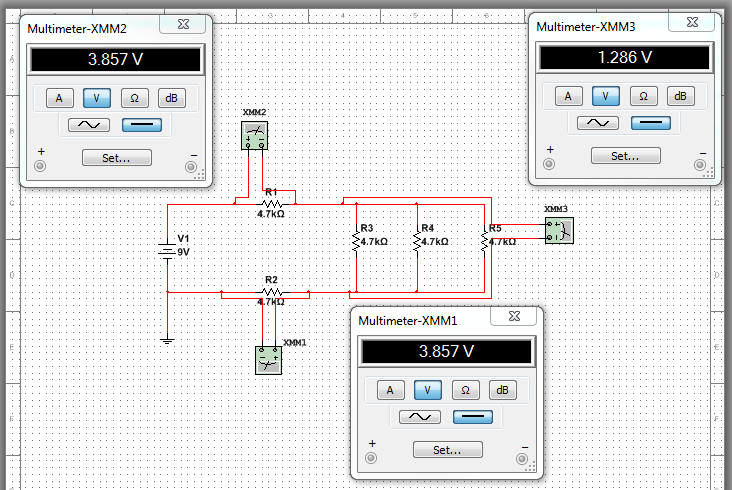 Multimeter-XMM2
3.857 V
A V Ω dB
+ Set... −
Multimeter-XMM3
1.286 V
A V Ω dB
+ Set... −
XMM2
R1
4.7kΩ
XMM3
R3
4.7kΩ
R4
4.7kΩ
R5
4.7kΩ
V1
9V
R2
4.7kΩ
XMM1
Multimeter-XMM1
3.857 V
A V Ω dB
+ Set... −